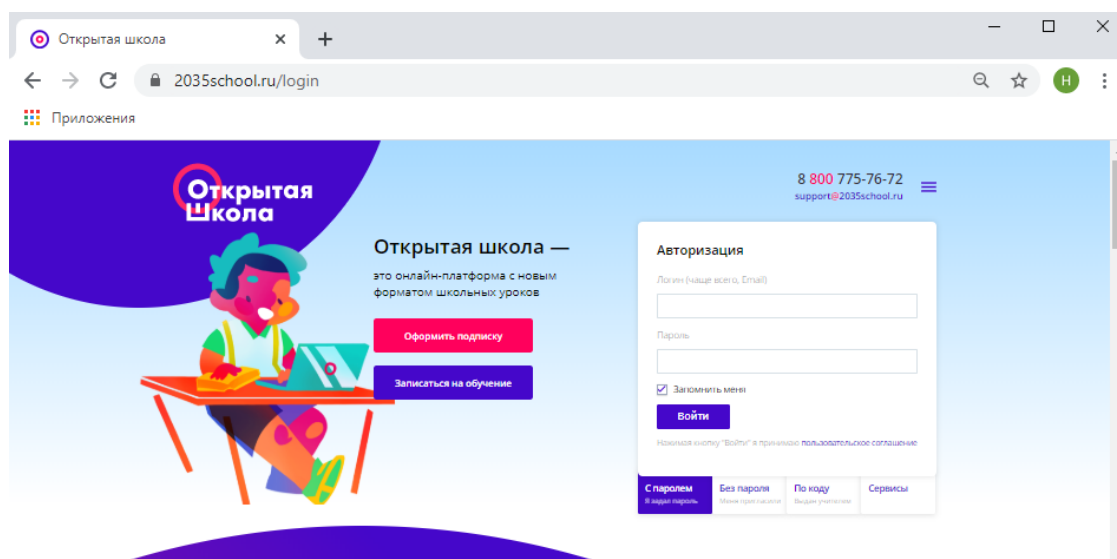 Открытая школа
2035school.ru/login
H
Приложения
Открытая
Школа
8 800 775-76-72
support@2035school.ru
Открытая школа —
это онлайн-платформа с новым
форматом школьных уроков
Оформить подписку
Записаться на обучение
Авторизация
Логин (чаще всего, Email)
Пароль
Запомнить меня
Войти
Нажимая кнопку "Войти" я принимаю пользовательское соглашение
С паролем
Я задал пароль
Без пароля
Меня пригласили
По коду
Выдан учителем
Сервисы